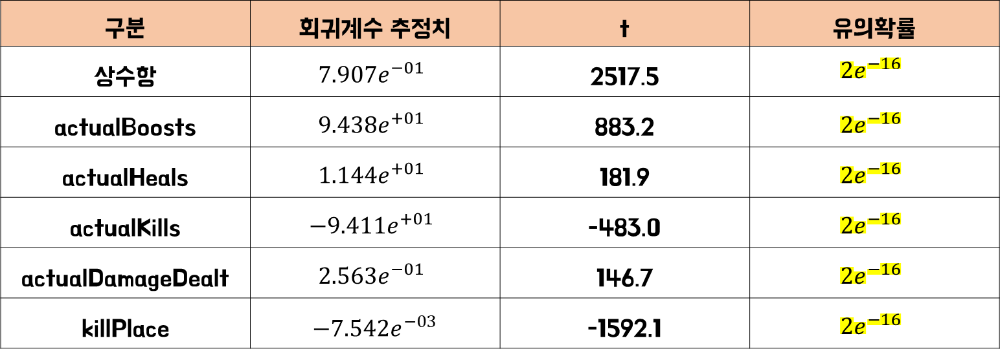 구분 회귀계수 추정치 t 유의확률
상수항 7.907e⁻⁰¹ 2517.5 2e⁻¹⁶
actualBoosts 9.438e⁺⁰¹ 883.2 2e⁻¹⁶
actualHeals 1.144e⁺⁰¹ 181.9 2e⁻¹⁶
actualKills −9.411e⁺⁰¹ -483.0 2e⁻¹⁶
actualDamageDealt 2.563e⁻⁰¹ 146.7 2e⁻¹⁶
killPlace −7.542e⁻⁰³ -1592.1 2e⁻¹⁶